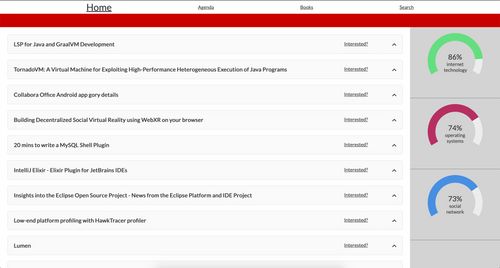 Home
Agenda
Books
Search
LSP for Java and GraalVM Development
Interested?
TornadoVM: A Virtual Machine for Exploiting High-Performance Heterogeneous Execution of Java Programs
Interested?
Collabora Office Android app gory details
Interested?
Building Decentralized Social Virtual Reality using WebXR on your browser
Interested?
20 mins to write a MySQL Shell Plugin
Interested?
IntelliJ Elixir - Elixir Plugin for JetBrains IDEs
Interested?
Insights into the Eclipse Open Source Project - News from the Eclipse Platform and IDE Project
Interested?
Low-end platform profiling with HawkTracer profiler
Interested?
Lumen
Interested?
86%
internet
technology
74%
operating
systems
73%
social
network